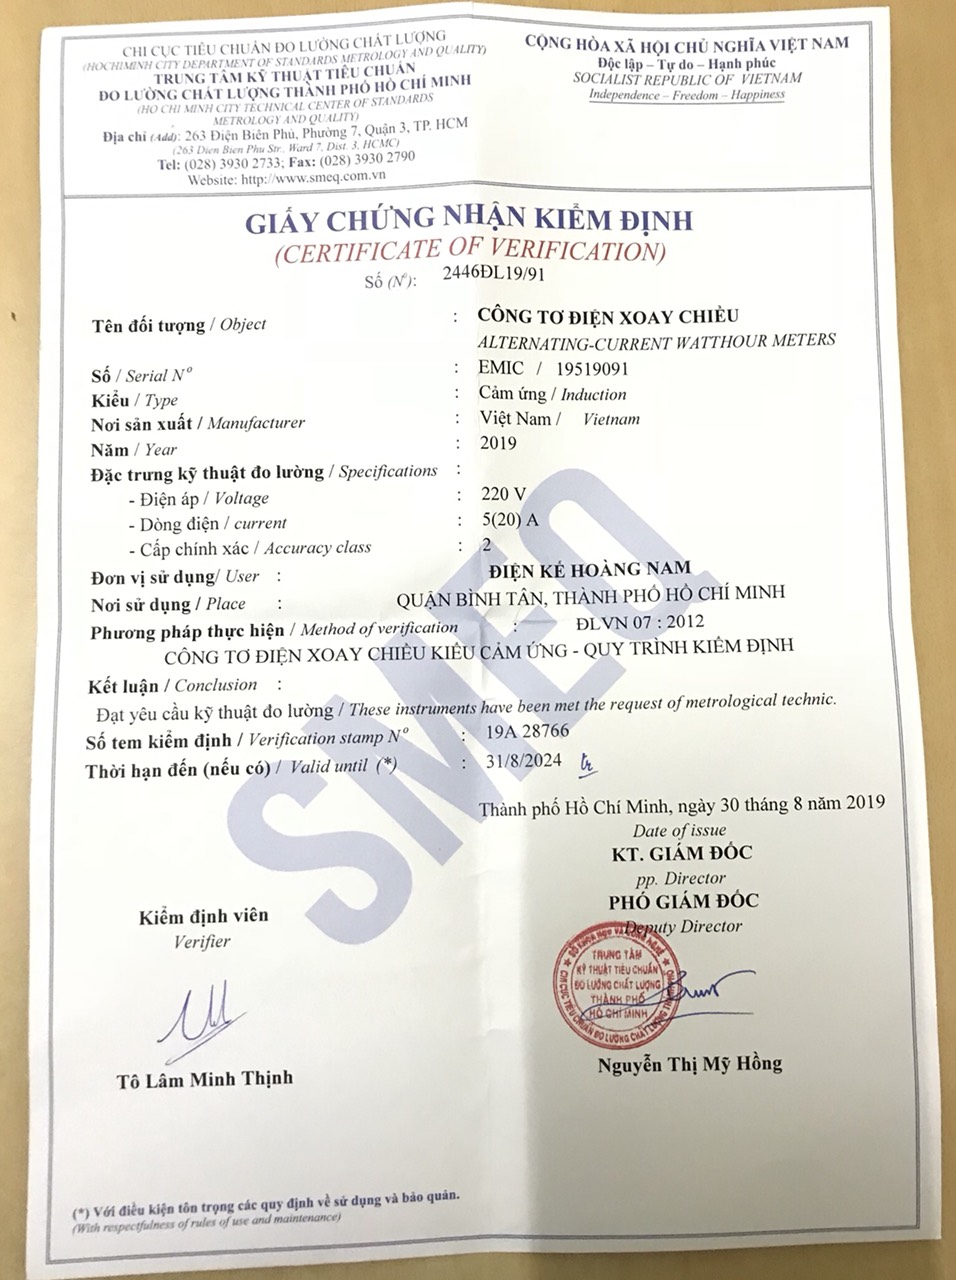 CHI CỤC TIÊU CHUẨN ĐO LƯỜNG CHẤT LƯỢNG
(HOCHIMINH CITY DEPARTMENT OF STANDARDS METROLOGY AND QUALITY)
TRUNG TÂM KỸ THUẬT TIÊU CHUẨN
ĐO LƯỜNG CHẤT LƯỢNG THÀNH PHỐ HỒ CHÍ MINH
(HO CHI MINH CITY TECHNICAL CENTER OF STANDARDS
METROLOGY AND QUALITY)
Địa chỉ (Add): 263 Điện Biên Phủ, Phường 7, Quận 3, TP. HCM
(263 Dien Bien Phu Str., Ward 7, Dist. 3, HCMC)
Tel: (028) 3930 2733; Fax: (028) 3930 2790
Website: http://www.smeq.com.vn
CỘNG HÒA XÃ HỘI CHỦ NGHĨA VIỆT NAM
Độc lập – Tự do – Hạnh phúc
SOCIALIST REPUBLIC OF VIETNAM
Independence – Freedom – Happiness
GIẤY CHỨNG NHẬN KIỂM ĐỊNH
(CERTIFICATE OF VERIFICATION)
Số (Nº): 2446ĐL19/91
Tên đối tượng / Object : CÔNG TƠ ĐIỆN XOAY CHIỀU
ALTERNATING-CURRENT WATTHOUR METERS
Số / Serial Nº : EMIC / 19519091
Kiểu / Type : Cảm ứng / Induction
Nơi sản xuất / Manufacturer : Việt Nam / Vietnam
Năm / Year : 2019
Đặc trưng kỹ thuật đo lường / Specifications :
- Điện áp / Voltage : 220 V
- Dòng điện / current : 5(20) A
- Cấp chính xác / Accuracy class : 2
Đơn vị sử dụng/ User : ĐIỆN KẾ HOÀNG NAM
Nơi sử dụng / Place : QUẬN BÌNH TÂN, THÀNH PHỐ HỒ CHÍ MINH
Phương pháp thực hiện / Method of verification : ĐLVN 07 : 2012
CÔNG TƠ ĐIỆN XOAY CHIỀU KIỂU CẢM ỨNG - QUY TRÌNH KIỂM ĐỊNH
Kết luận / Conclusion :
Đạt yêu cầu kỹ thuật đo lường / These instruments have been met the request of metrological technic.
Số tem kiểm định / Verification stamp Nº : 19A 28766
Thời hạn đến (nếu có) / Valid until (*) : 31/8/2024
SMEQ
Thành phố Hồ Chí Minh, ngày 30 tháng 8 năm 2019
Date of issue
KT. GIÁM ĐỐC
pp. Director
PHÓ GIÁM ĐỐC
Deputy Director
Kiểm định viên
Verifier
TRUNG TÂM
KỸ THUẬT TIÊU CHUẨN
ĐO LƯỜNG CHẤT LƯỢNG
THÀNH PHỐ
HỒ CHÍ MINH
Tô Lâm Minh Thịnh
Nguyễn Thị Mỹ Hồng
(*) Với điều kiện tôn trọng các quy định về sử dụng và bảo quản.
(With respectfulness of rules of use and maintenance)